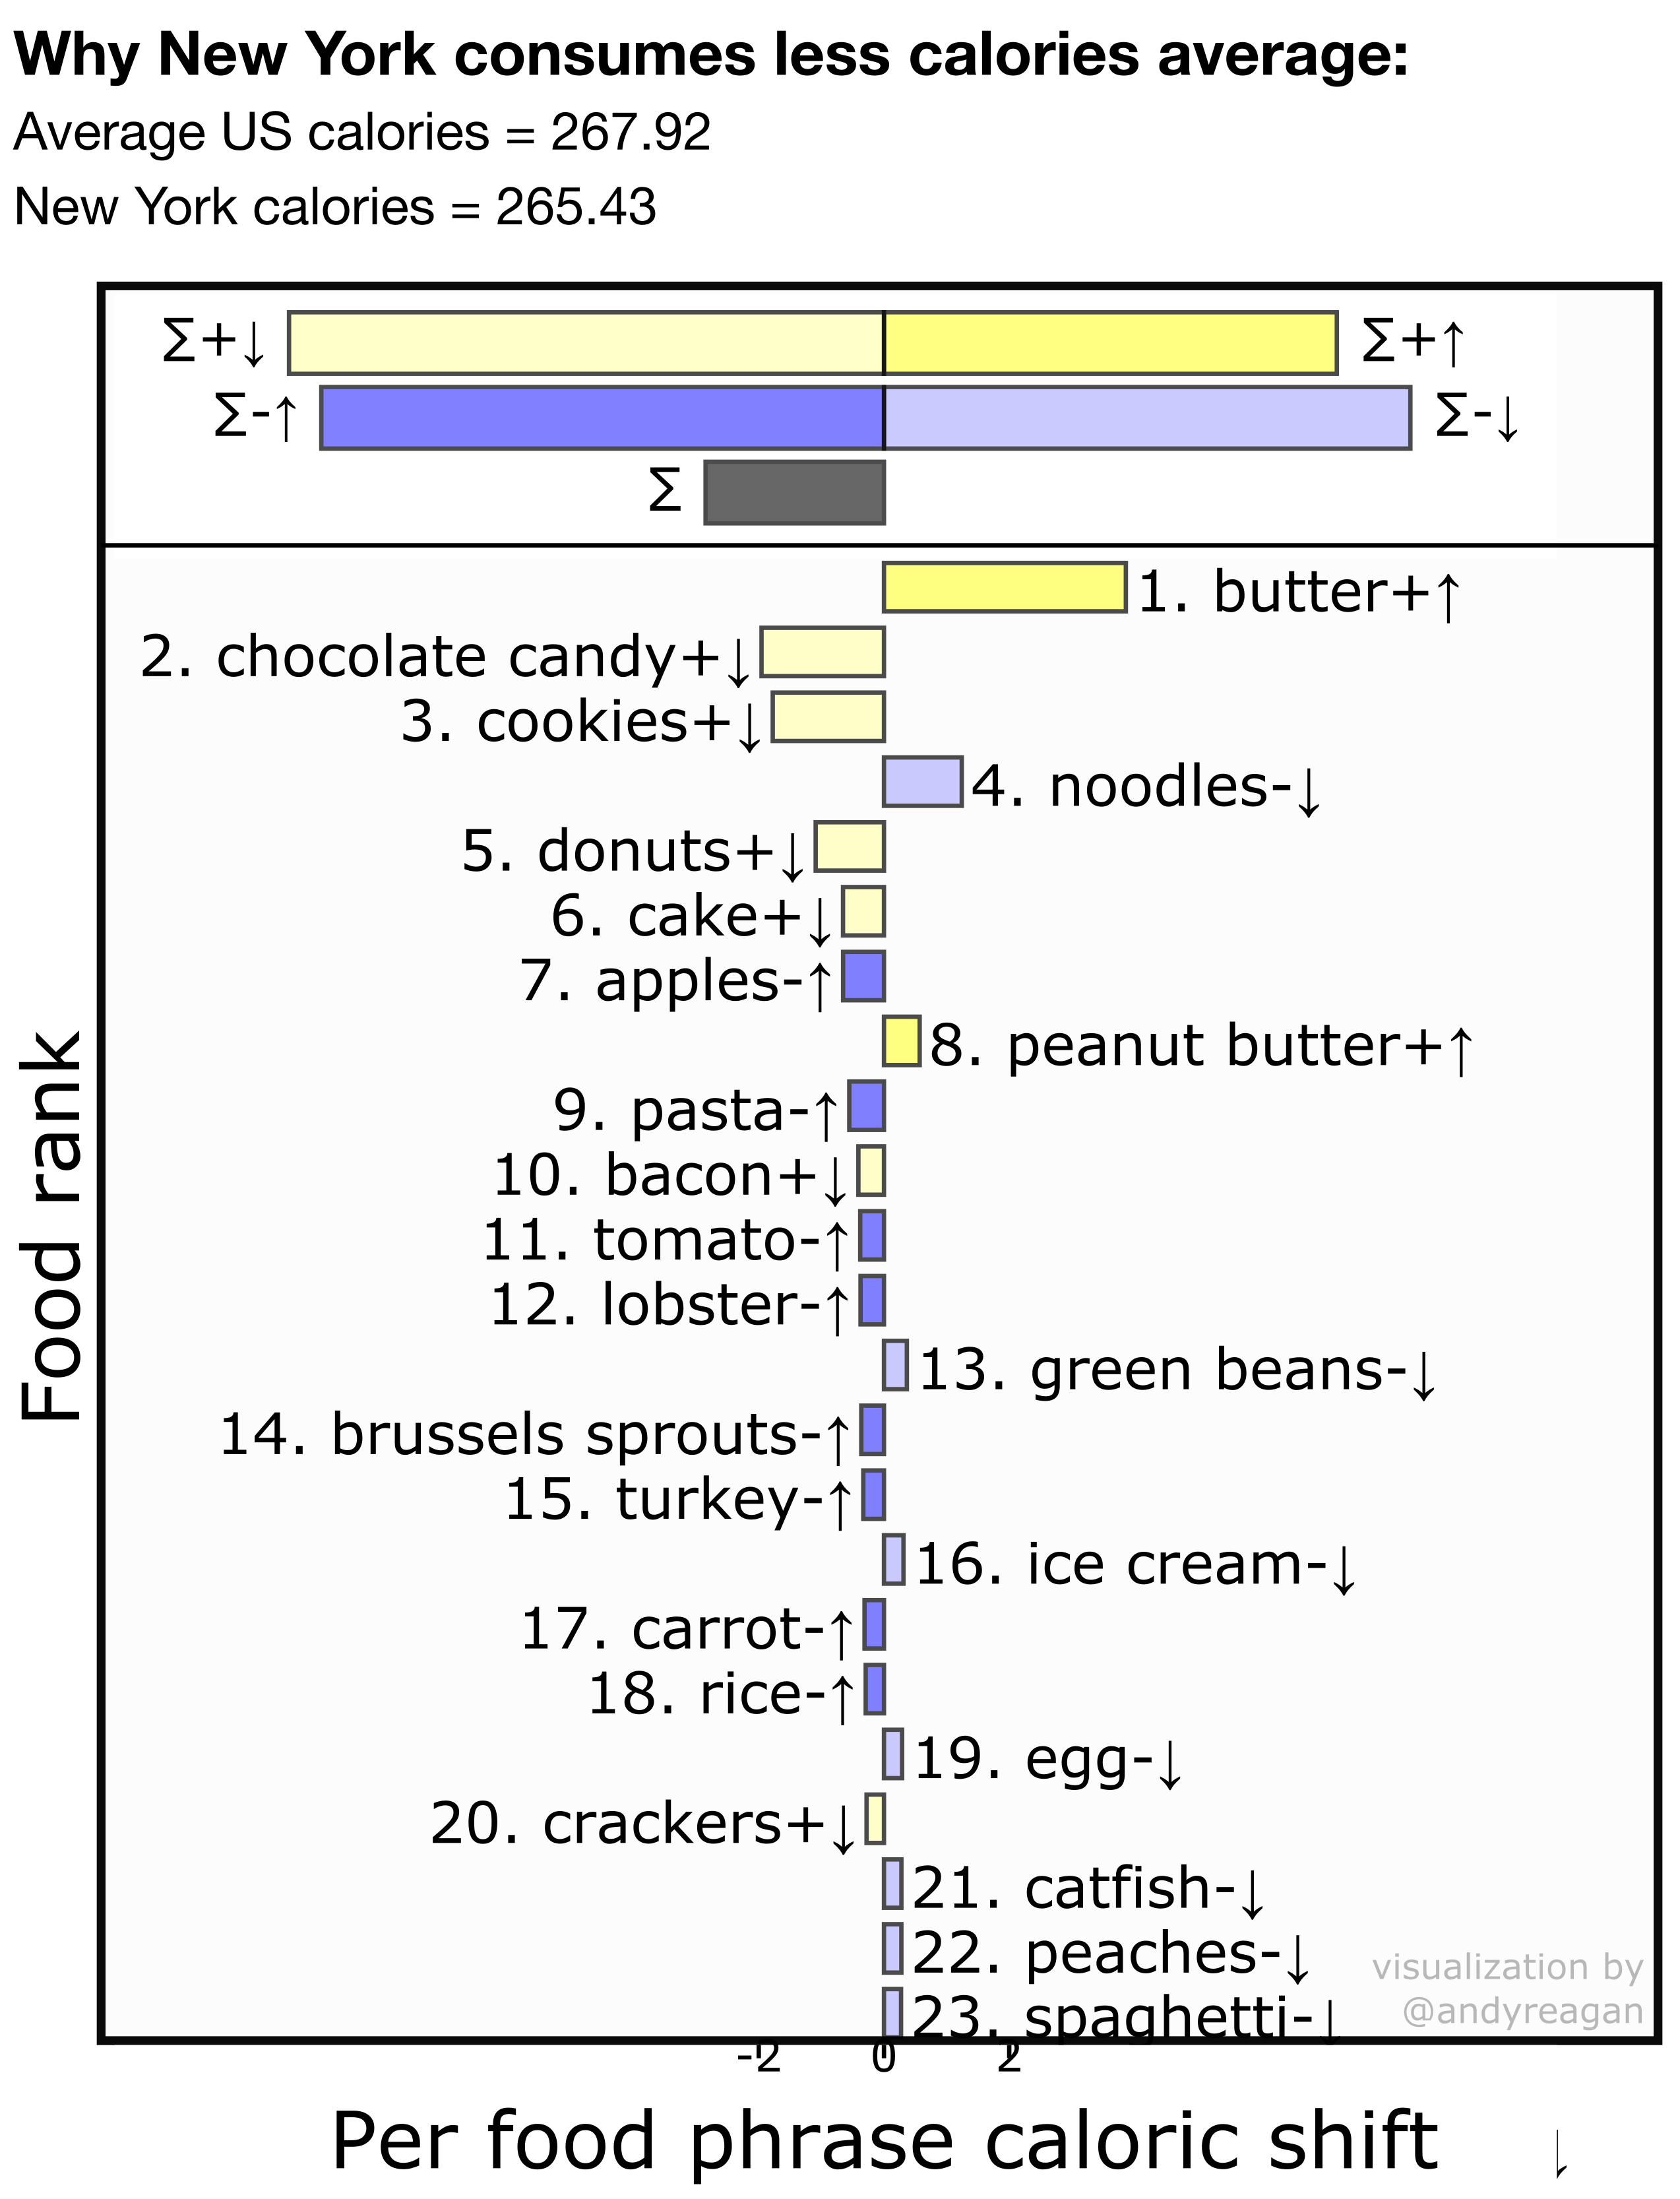 Why New York consumes less calories average:
Average US calories = 267.92
New York calories = 265.43
∑+↓
∑+↑
∑-↑
∑-↓
∑
1. butter+↑
2. chocolate candy+↓
3. cookies+↓
4. noodles-↓
5. donuts+↓
6. cake+↓
7. apples-↑
8. peanut butter+↑
9. pasta-↑
10. bacon+↓
11. tomato-↑
12. lobster-↑
13. green beans-↓
14. brussels sprouts-↑
15. turkey-↑
16. ice cream-↓
17. carrot-↑
18. rice-↑
19. egg-↓
20. crackers+↓
21. catfish-↓
22. peaches-↓
23. spaghetti-↓
Food rank
visualization by
@andyreagan
-2 0 2
Per food phrase caloric shift